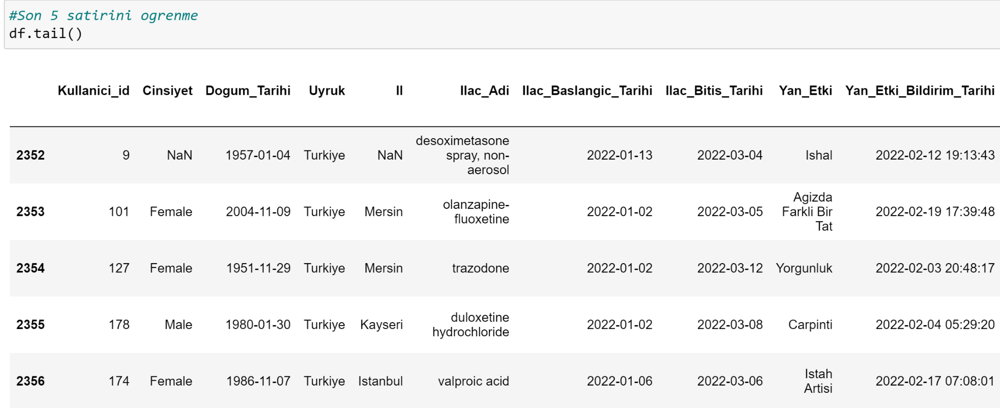 #Son 5 satirini ogrenme
df.tail()
Kullanici_id Cinsiyet Dogum_Tarihi Uyruk Il Ilac_Adi Ilac_Baslangic_Tarihi Ilac_Bitis_Tarihi Yan_Etki Yan_Etki_Bildirim_Tarihi
2352 9 NaN 1957-01-04 Turkiye NaN desoximetasone spray, non-aerosol 2022-01-13 2022-03-04 Ishal 2022-02-12 19:13:43
2353 101 Female 2004-11-09 Turkiye Mersin olanzapine-fluoxetine 2022-01-02 2022-03-05 Agizda Farkli Bir Tat 2022-02-19 17:39:48
2354 127 Female 1951-11-29 Turkiye Mersin trazodone 2022-01-02 2022-03-12 Yorgunluk 2022-02-03 20:48:17
2355 178 Male 1980-01-30 Turkiye Kayseri duloxetine hydrochloride 2022-01-02 2022-03-08 Carpinti 2022-02-04 05:29:20
2356 174 Female 1986-11-07 Turkiye Istanbul valproic acid 2022-01-06 2022-03-06 Istah Artisi 2022-02-17 07:08:01